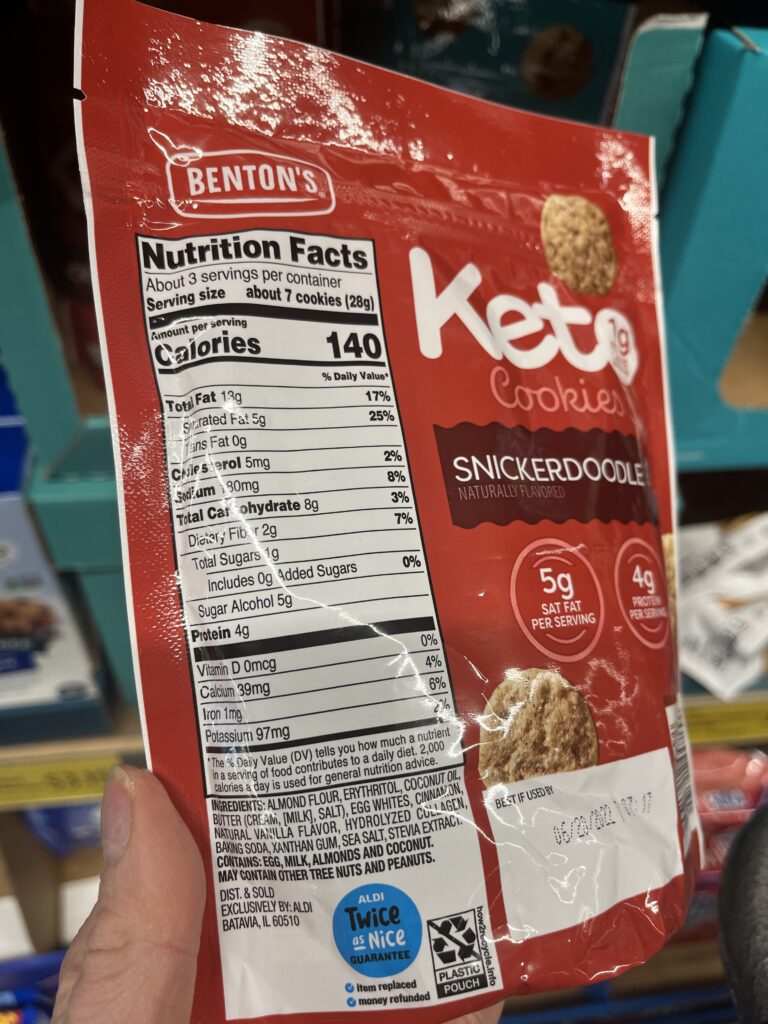 BENTON'S
Nutrition Facts
About 3 servings per container
Serving size about 7 cookies (28g)
Amount per serving
Calories 140
% Daily Value*
Total Fat 13g 17%
Saturated Fat 5g 25%
Trans Fat 0g
Cholesterol 5mg 2%
Sodium 180mg 8%
Total Carbohydrate 8g 3%
Dietary Fiber 2g 7%
Total Sugars 1g
Includes 0g Added Sugars 0%
Sugar Alcohol 5g
Protein 4g
Vitamin D 0mcg 0%
Calcium 39mg 4%
Iron 1mg 6%
Potassium 97mg
*The % Daily Value (DV) tells you how much a nutrient
in a serving of food contributes to a daily diet. 2,000
calories a day is used for general nutrition advice.
INGREDIENTS: ALMOND FLOUR, ERYTHRITOL, COCONUT OIL,
BUTTER (CREAM, [MILK], SALT), EGG WHITES, CINNAMON,
NATURAL VANILLA FLAVOR, HYDROLYZED COLLAGEN,
BAKING SODA, XANTHAN GUM, SEA SALT, STEVIA EXTRACT.
CONTAINS: EGG, MILK, ALMONDS AND COCONUT.
MAY CONTAIN OTHER TREE NUTS AND PEANUTS.
DIST. & SOLD
EXCLUSIVELY BY: ALDI
BATAVIA, IL 60510
ALDI
Twice
as Nice
GUARANTEE
item replaced
money refunded
PLASTIC
POUCH
how2recycle.info
Keto
1g
Cookies
SNICKERDOODLE
NATURALLY FLAVORED
5g
SAT FAT
PER SERVING
4g
PROTEIN
PER SERVING
BEST IF USED BY